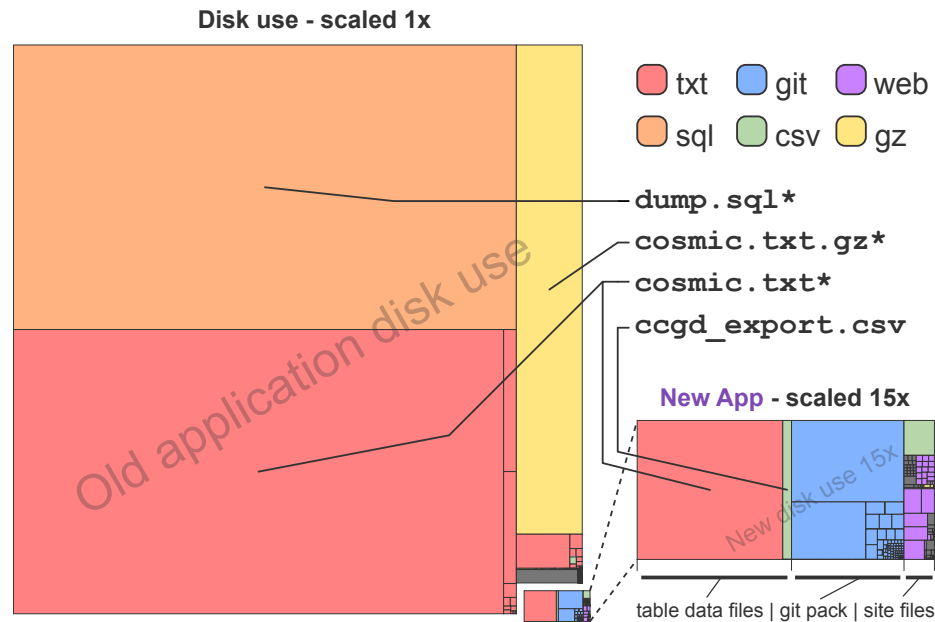 Disk use - scaled 1x
txt
git
web
sql
csv
gz
dump.sql*
cosmic.txt.gz*
cosmic.txt*
ccgd_export.csv
Old application disk use
New App - scaled 15x
New disk use 15x
table data files | git pack | site files